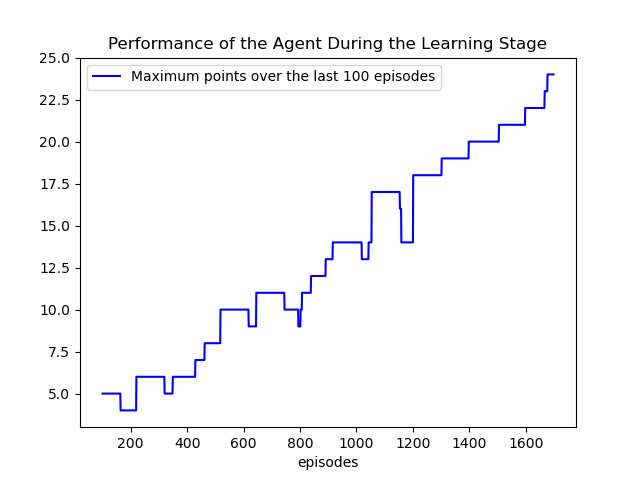 Performance of the Agent During the Learning Stage
Maximum points over the last 100 episodes
25.0
22.5
20.0
17.5
15.0
12.5
10.0
7.5
5.0
200 400 600 800 1000 1200 1400 1600
episodes